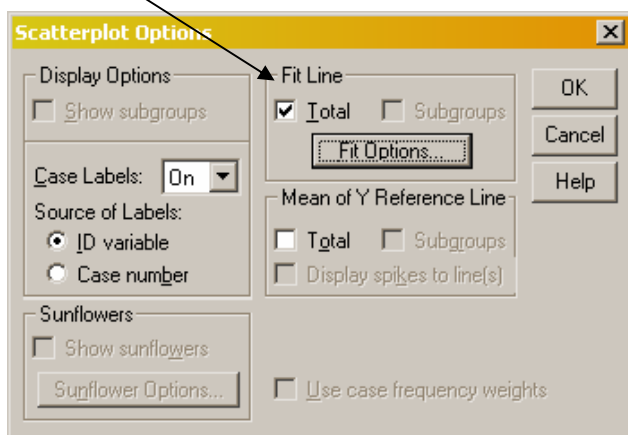 Scatterplot Options
Display Options
Show subgroups
Case Labels: On
Source of Labels:
ID variable
Case number
Sunflowers
Show sunflowers
Sunflower Options...
Fit Line
Total Subgroups
Fit Options...
Mean of Y Reference Line
Total Subgroups
Display spikes to line(s)
Use case frequency weights
OK
Cancel
Help